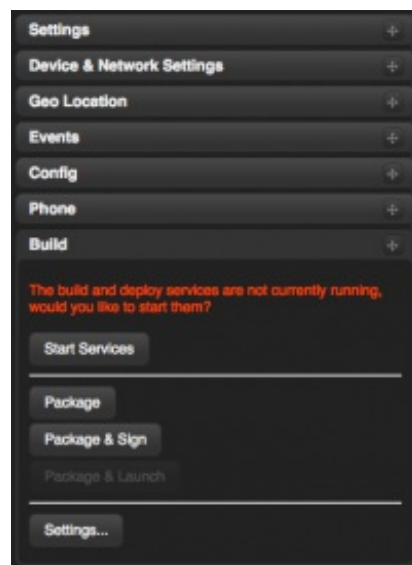 Settings
Device & Network Settings
Geo Location
Events
Config
Phone
Build
The build and deploy services are not currently running,
would you like to start them?
Start Services
Package
Package & Sign
Package & Launch
Settings...